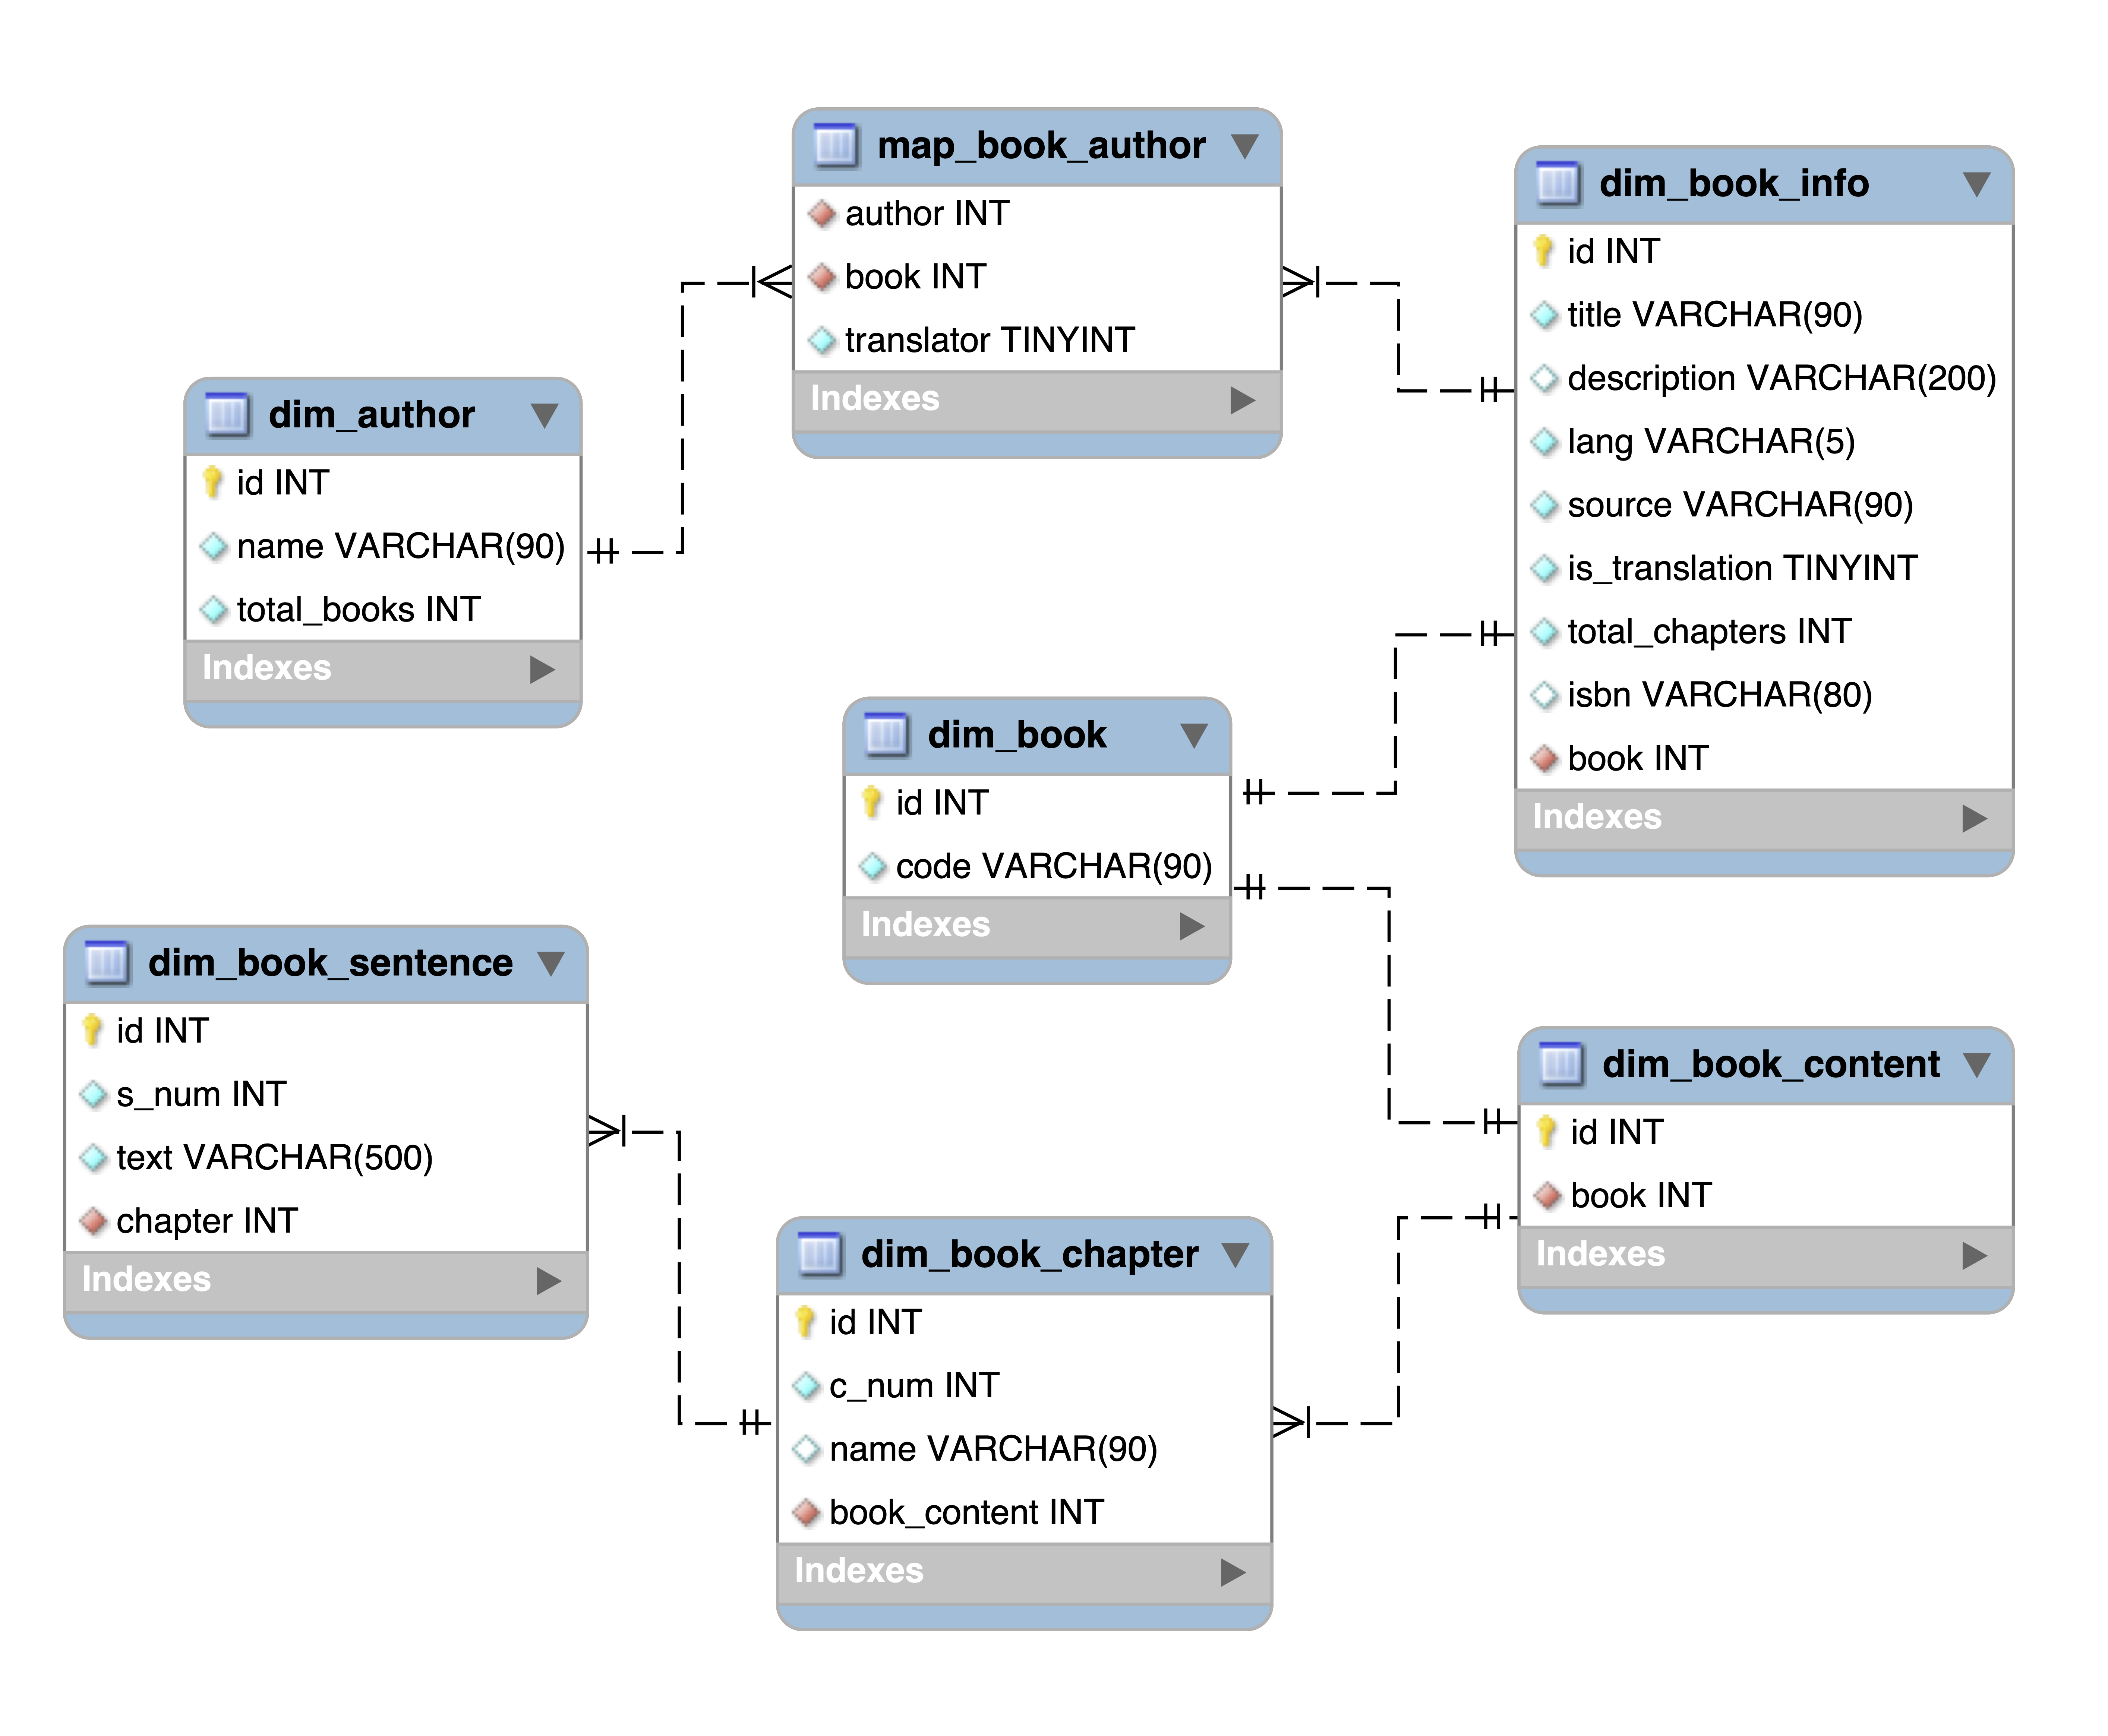 map_book_author
author INT
book INT
translator TINYINT
Indexes
dim_book_info
id INT
title VARCHAR(90)
description VARCHAR(200)
lang VARCHAR(5)
source VARCHAR(90)
is_translation TINYINT
total_chapters INT
isbn VARCHAR(80)
book INT
Indexes
dim_author
id INT
name VARCHAR(90)
total_books INT
Indexes
dim_book
id INT
code VARCHAR(90)
Indexes
dim_book_sentence
id INT
s_num INT
text VARCHAR(500)
chapter INT
Indexes
dim_book_content
id INT
book INT
Indexes
dim_book_chapter
id INT
c_num INT
name VARCHAR(90)
book_content INT
Indexes